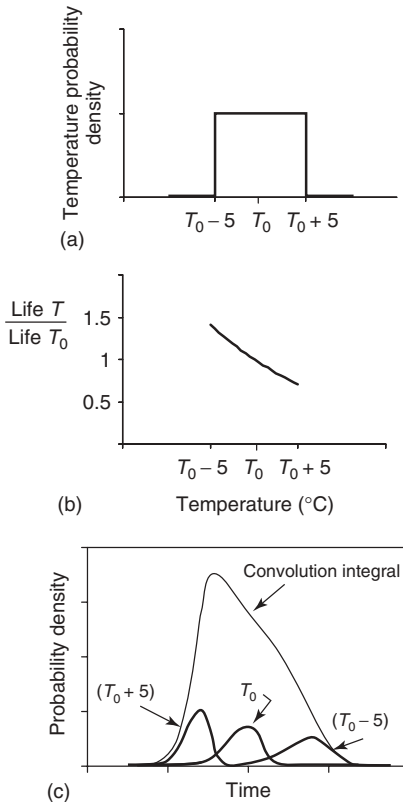 Temperature probability
density
T₀ – 5 T₀ T₀ + 5
(a)
Life T
Life T₀
1.5
1
0.5
T₀ – 5 T₀ T₀ + 5
(b) Temperature (°C)
Probability density
Convolution integral
(T₀ + 5)
T₀
(T₀ – 5)
(c) Time